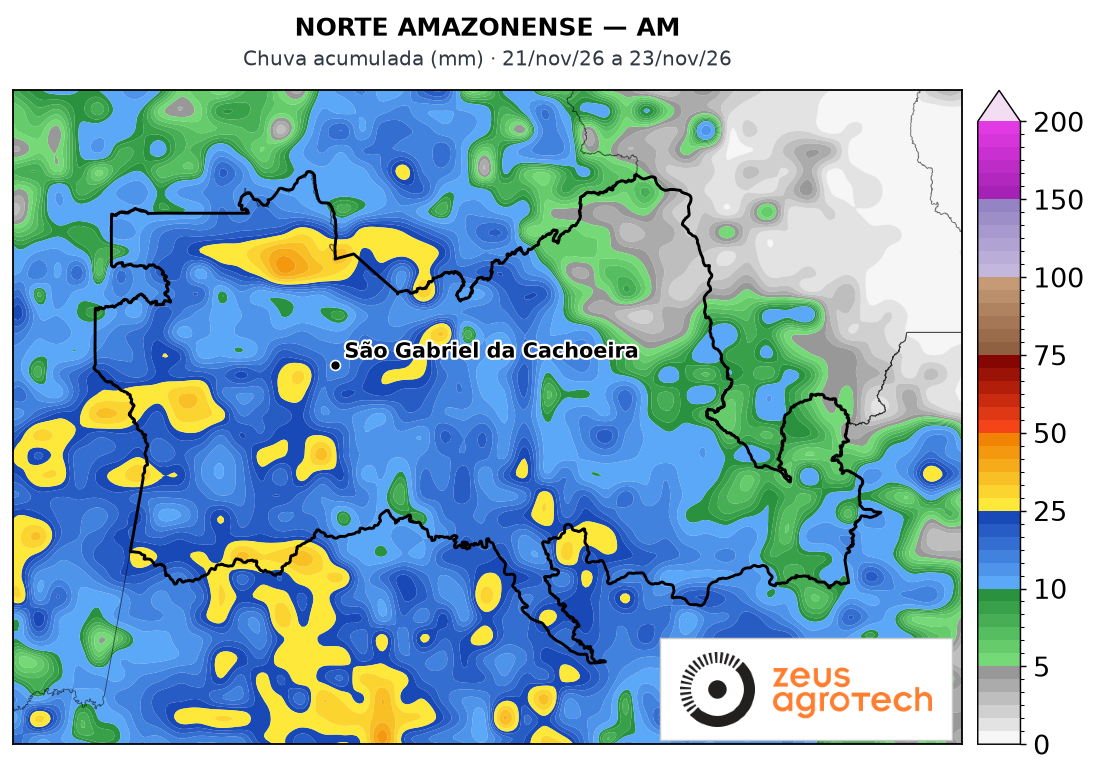 NORTE AMAZONENSE — AM
Chuva acumulada (mm) · 21/nov/26 a 23/nov/26
São Gabriel da Cachoeira
200
150
100
75
50
25
10
5
0
zeus
agrotech